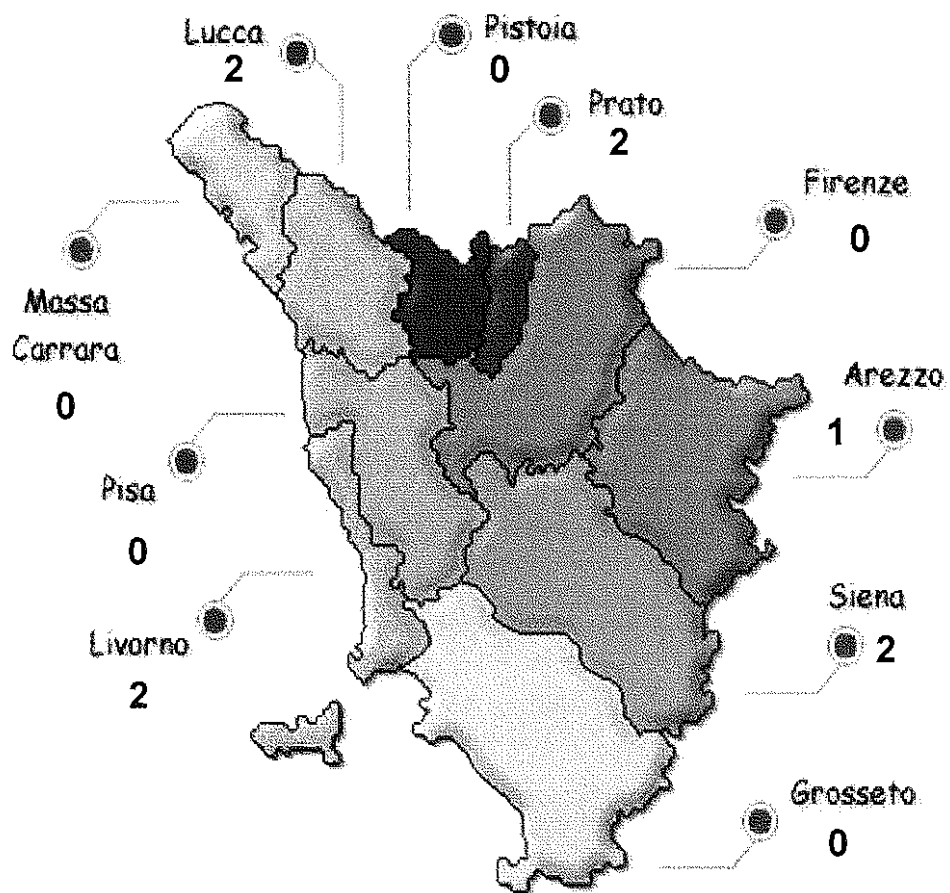 Lucca
2
Pistoia
0
Prato
2
Firenze
0
Massa
Carrara
0
Arezzo
1
Pisa
0
Siena
2
Livorno
2
Grosseto
0